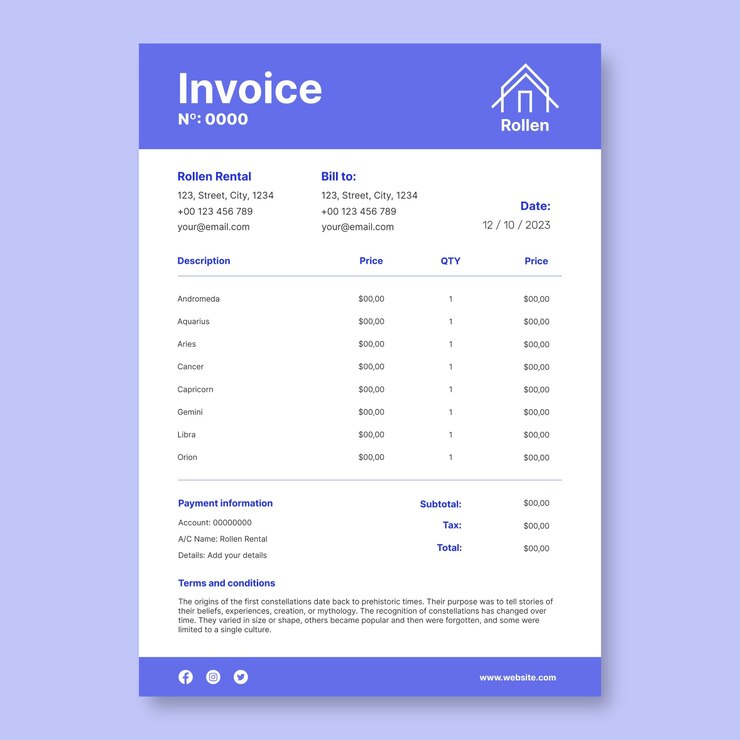 Invoice
Nº: 0000
Rollen
Rollen Rental
123, Street, City, 1234
+00 123 456 789
your@email.com
Bill to:
123, Street, City, 1234
+00 123 456 789
your@email.com
Date:
12 / 10 / 2023
Description Price QTY Price
Andromeda $00,00 1 $00,00
Aquarius $00,00 1 $00,00
Aries $00,00 1 $00,00
Cancer $00,00 1 $00,00
Capricorn $00,00 1 $00,00
Gemini $00,00 1 $00,00
Libra $00,00 1 $00,00
Orion $00,00 1 $00,00
Payment information
Account: 00000000
A/C Name: Rollen Rental
Details: Add your details
Subtotal: $00,00
Tax: $00,00
Total: $00,00
Terms and conditions
The origins of the first constellations date back to prehistoric times. Their purpose was to tell stories of
their beliefs, experiences, creation, or mythology. The recognition of constellations has changed over
time. They varied in size or shape, others became popular and then were forgotten, and some were
limited to a single culture.
www.website.com